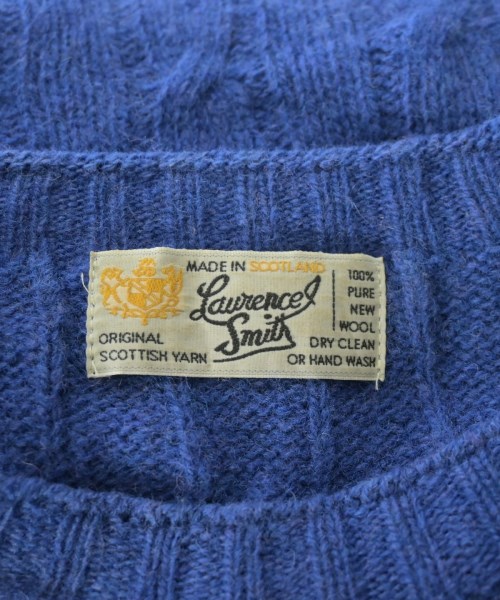 MADE IN SCOTLAND
Laurence J
Smith
ORIGINAL
SCOTTISH YARN
100%
PURE
NEW
WOOL
DRY CLEAN
OR HAND WASH